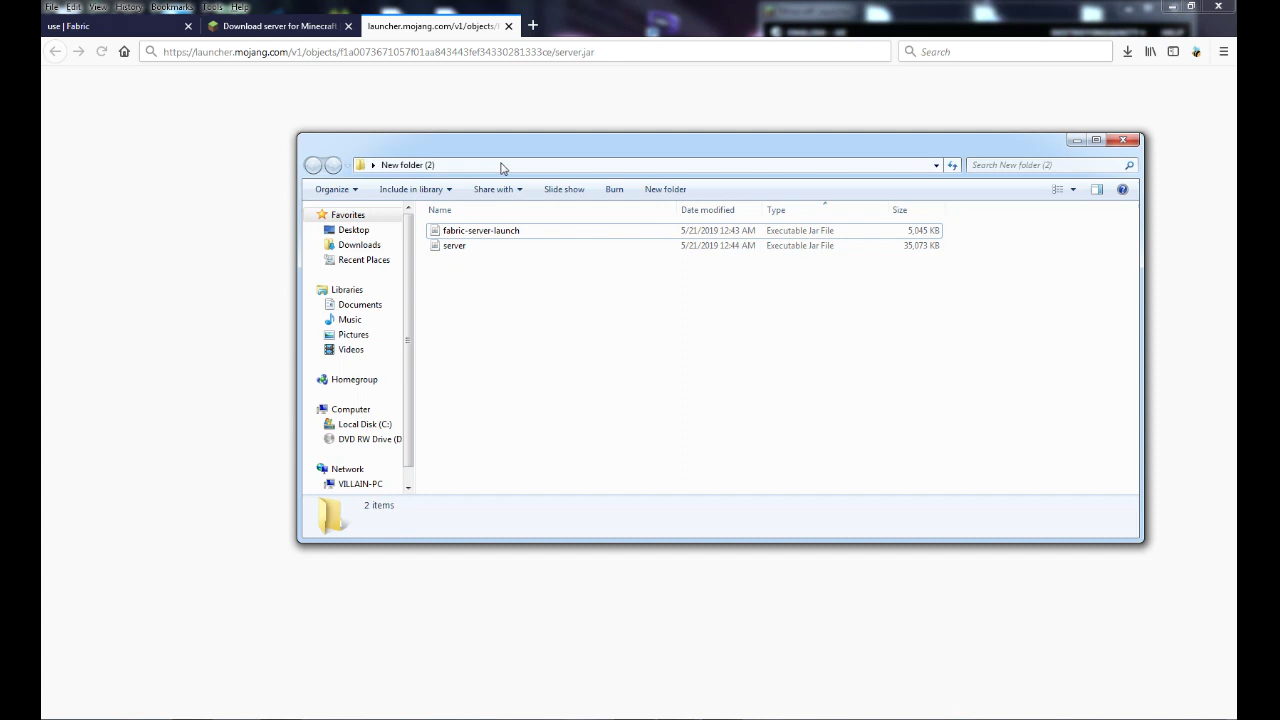 File Edit View History Bookmarks Tools Help
use | Fabric
Download server for Minecraft
launcher.mojang.com/v1/objects/
https://launcher.mojang.com/v1/objects/f1a0073671057f01aa843443fef34330281333ce/server.jar
Search
New folder (2)
Search New folder (2)
Organize Include in library Share with Slide show Burn New folder
Name Date modified Type Size
fabric-server-launch 5/21/2019 12:43 AM Executable Jar File 5,045 KB
server 5/21/2019 12:44 AM Executable Jar File 35,073 KB
Favorites
Desktop
Downloads
Recent Places
Libraries
Documents
Music
Pictures
Videos
Homegroup
Computer
Local Disk (C:)
DVD RW Drive (D
Network
VILLAIN-PC
2 items